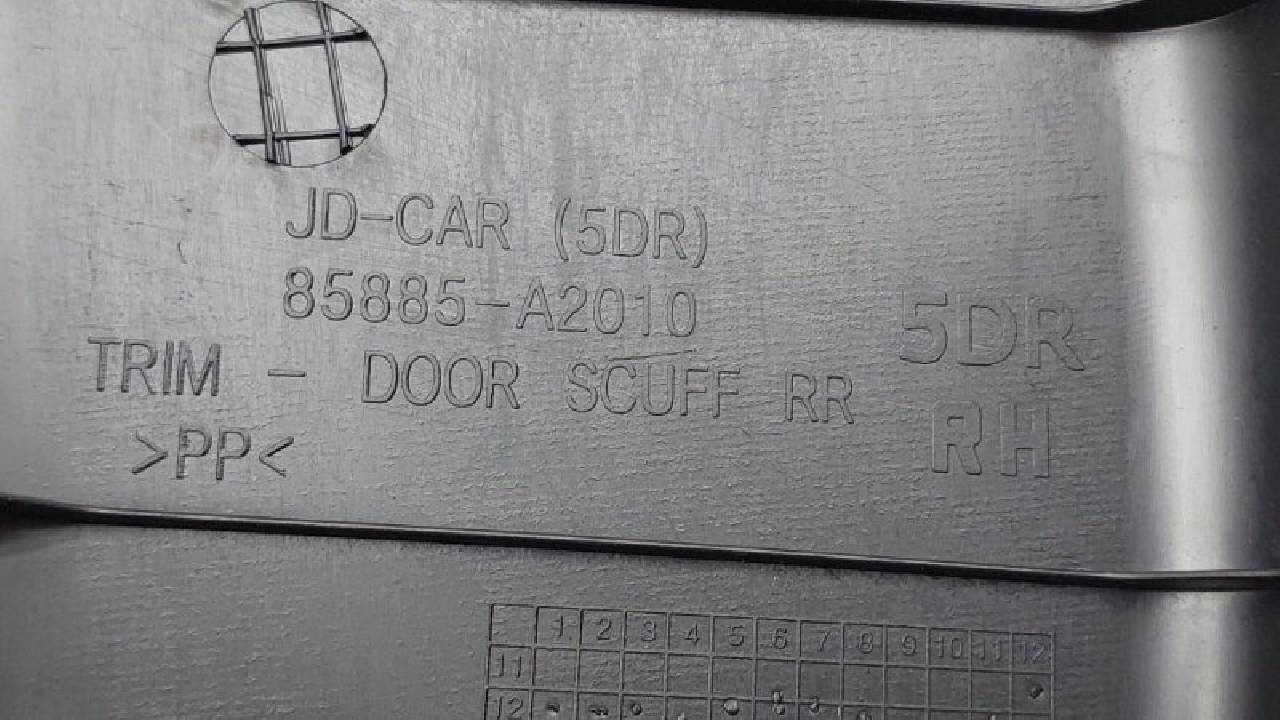 JD-CAR (5DR)
85885-A2010
TRIM - DOOR SCUFF RR
>PP<
5DR
RH
1 2 3 4 5 6 7 8 9 10 11 12
11
12